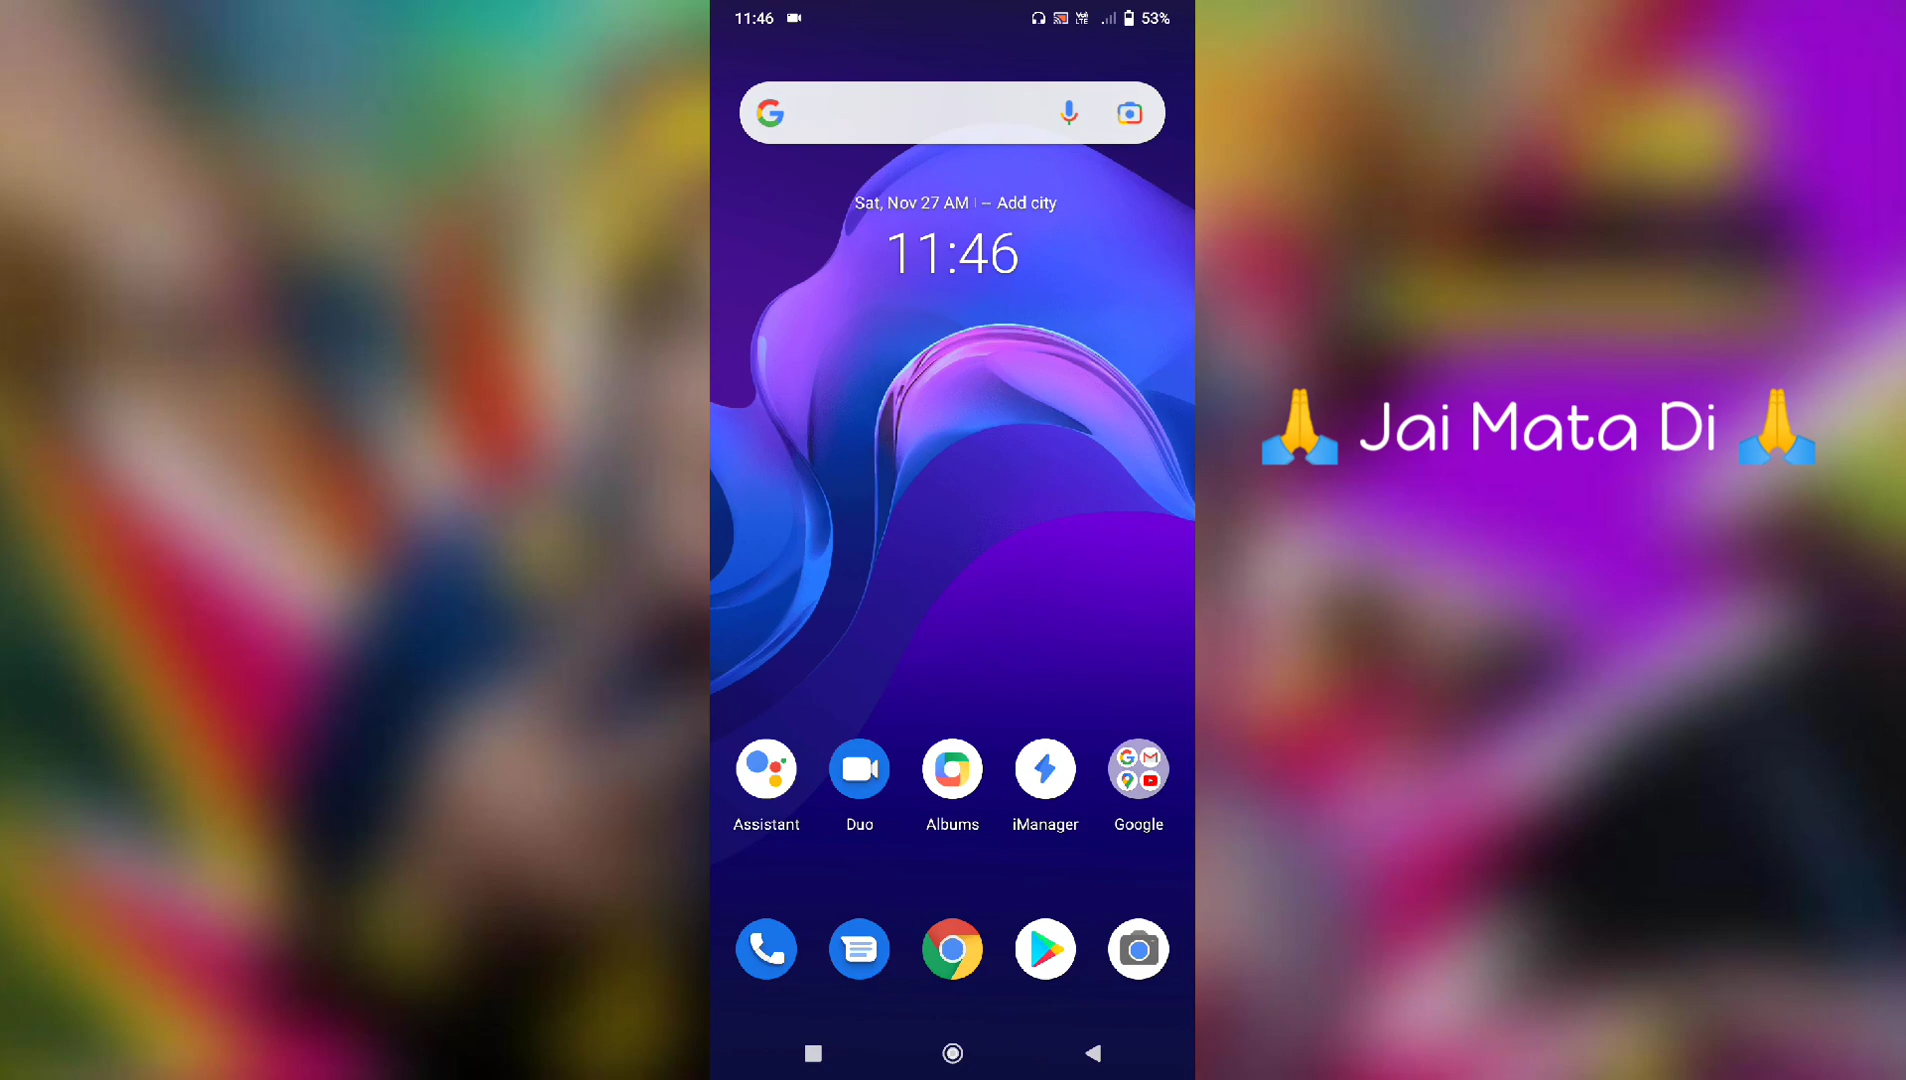 11:46 53%
Sat, Nov 27 AM | -- Add city
11:46
🙏 Jai Mata Di 🙏
Assistant Duo Albums iManager Google